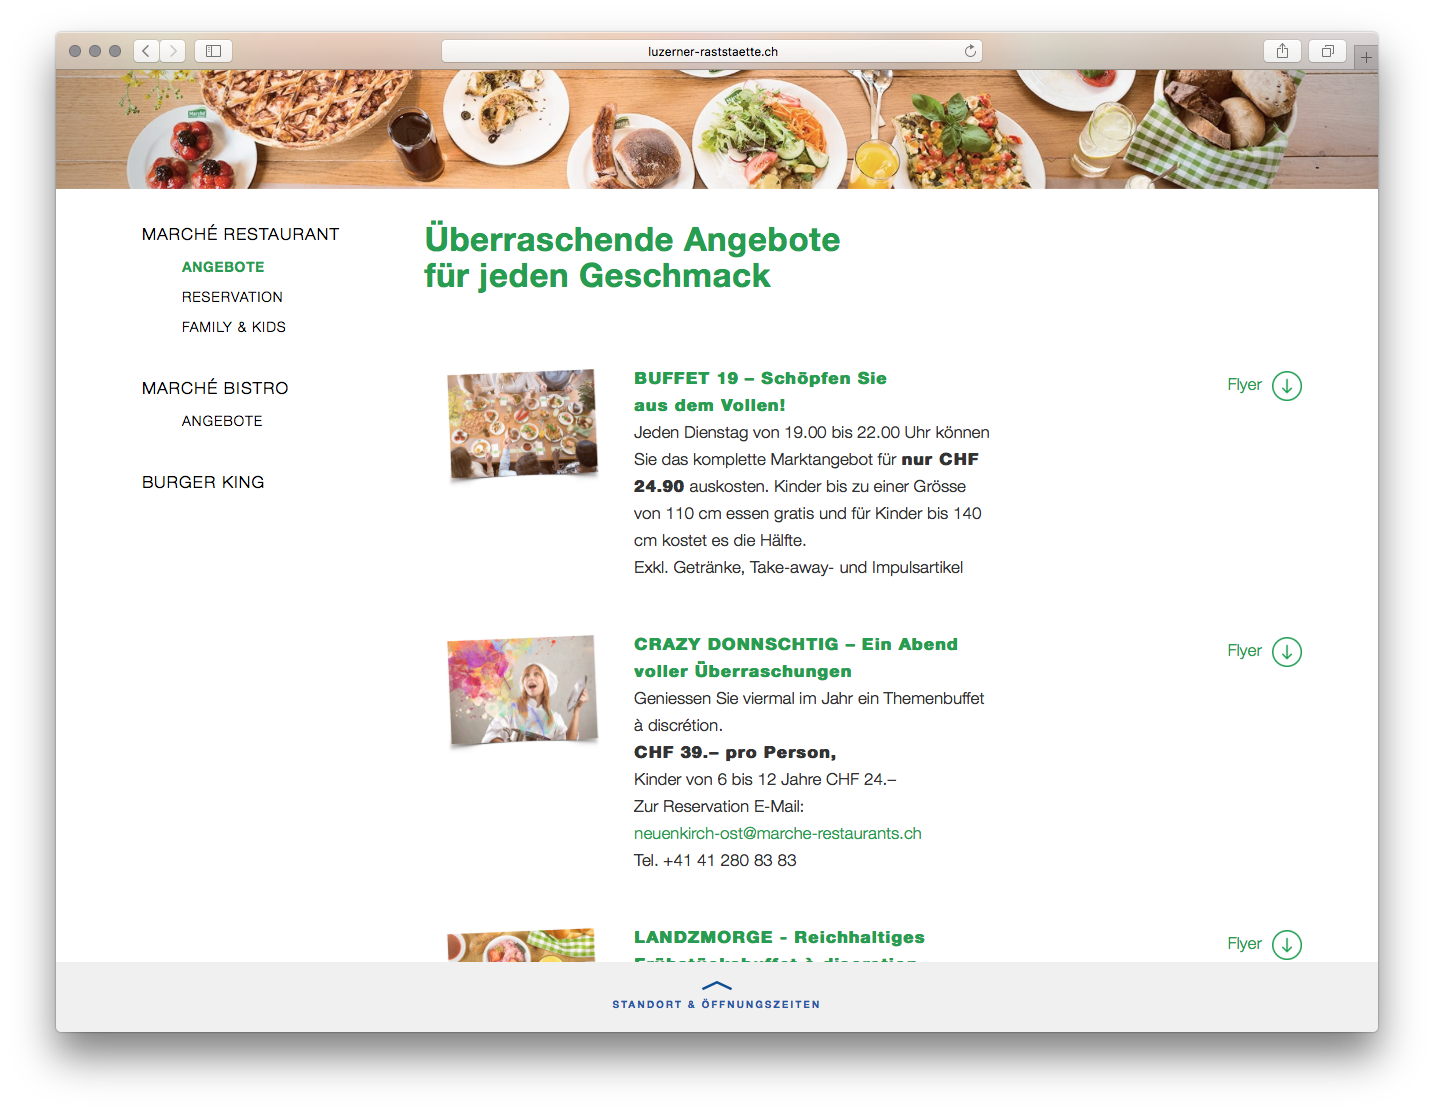 luzerner-raststaette.ch
Marché
MARCHÉ RESTAURANT
ANGEBOTE
RESERVATION
FAMILY & KIDS
MARCHÉ BISTRO
ANGEBOTE
BURGER KING
Überraschende Angebote
für jeden Geschmack
BUFFET 19 – Schöpfen Sie
aus dem Vollen!
Jeden Dienstag von 19.00 bis 22.00 Uhr können
Sie das komplette Marktangebot für nur CHF
24.90 auskosten. Kinder bis zu einer Grösse
von 110 cm essen gratis und für Kinder bis 140
cm kostet es die Hälfte.
Exkl. Getränke, Take-away- und Impulsartikel
Flyer
CRAZY DONNSCHTIG – Ein Abend
voller Überraschungen
Geniessen Sie viermal im Jahr ein Themenbuffet
à discrétion.
CHF 39.– pro Person,
Kinder von 6 bis 12 Jahre CHF 24.–
Zur Reservation E-Mail:
neuenkirch-ost@marche-restaurants.ch
Tel. +41 41 280 83 83
Flyer
LANDZMORGE - Reichhaltiges
Frühstücksbuffet à discretion
Flyer
STANDORT & ÖFFNUNGSZEITEN